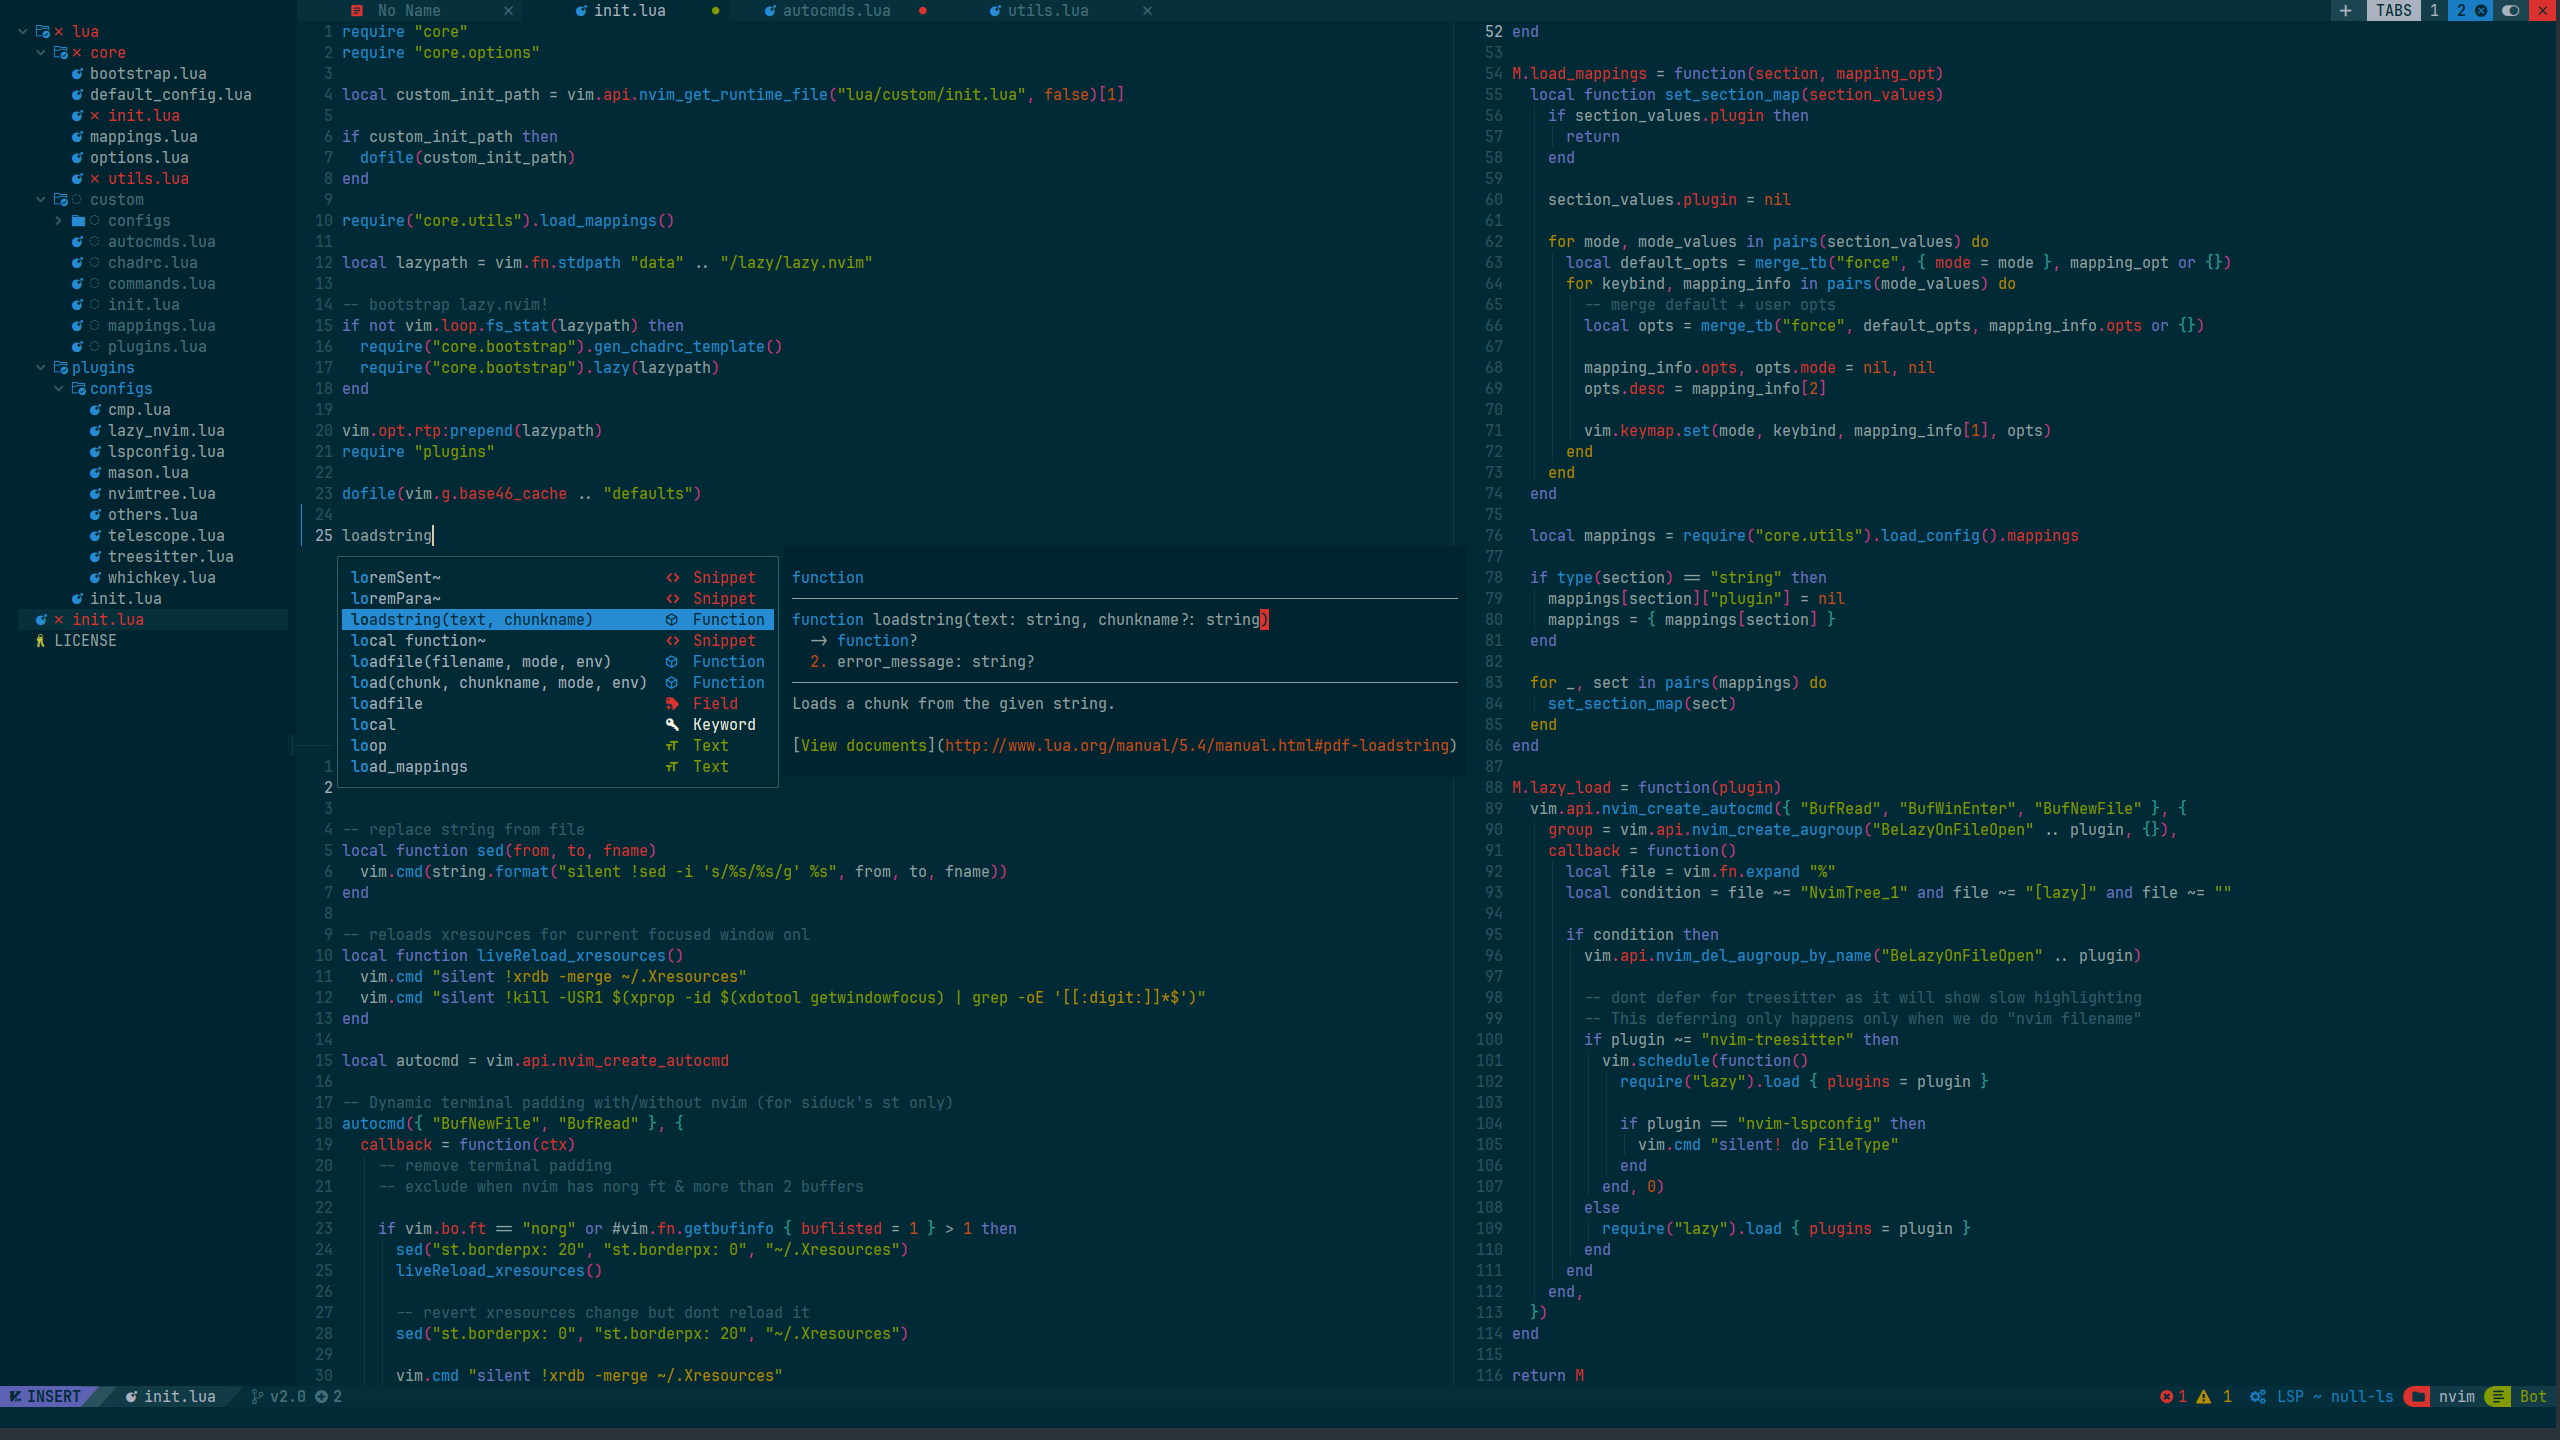 No Name
init.lua
autocmds.lua
utils.lua
TABS 1 2
lua
core
bootstrap.lua
default_config.lua
init.lua
mappings.lua
options.lua
utils.lua
custom
configs
autocmds.lua
chadrc.lua
commands.lua
init.lua
mappings.lua
plugins.lua
plugins
configs
cmp.lua
lazy_nvim.lua
lspconfig.lua
mason.lua
nvimtree.lua
others.lua
telescope.lua
treesitter.lua
whichkey.lua
init.lua
init.lua
LICENSE
1 require "core"
2 require "core.options"
3
4 local custom_init_path = vim.api.nvim_get_runtime_file("lua/custom/init.lua", false)[1]
5
6 if custom_init_path then
7   dofile(custom_init_path)
8 end
9
10 require("core.utils").load_mappings()
11
12 local lazypath = vim.fn.stdpath "data" .. "/lazy/lazy.nvim"
13
14 -- bootstrap lazy.nvim!
15 if not vim.loop.fs_stat(lazypath) then
16   require("core.bootstrap").gen_chadrc_template()
17   require("core.bootstrap").lazy(lazypath)
18 end
19
20 vim.opt.rtp:prepend(lazypath)
21 require "plugins"
22
23 dofile(vim.g.base46_cache .. "defaults")
24
25 loadstring
loremSent~ Snippet
loremPara~ Snippet
loadstring(text, chunkname) Function
local function~ Snippet
loadfile(filename, mode, env) Function
load(chunk, chunkname, mode, env) Function
loadfile Field
local Keyword
loop Text
load_mappings Text
function
function loadstring(text: string, chunkname?: string)
  -> function?
  2. error_message: string?
Loads a chunk from the given string.
[View documents](http://www.lua.org/manual/5.4/manual.html#pdf-loadstring)
1
2
3
4 -- replace string from file
5 local function sed(from, to, fname)
6   vim.cmd(string.format("silent !sed -i 's/%s/%s/g' %s", from, to, fname))
7 end
8
9 -- reloads xresources for current focused window onl
10 local function liveReload_xresources()
11   vim.cmd "silent !xrdb -merge ~/.Xresources"
12   vim.cmd "silent !kill -USR1 $(xprop -id $(xdotool getwindowfocus) | grep -oE '[[:digit:]]*$')"
13 end
14
15 local autocmd = vim.api.nvim_create_autocmd
16
17 -- Dynamic terminal padding with/without nvim (for siduck's st only)
18 autocmd({ "BufNewFile", "BufRead" }, {
19   callback = function(ctx)
20     -- remove terminal padding
21     -- exclude when nvim has norg ft & more than 2 buffers
22
23     if vim.bo.ft == "norg" or #vim.fn.getbufinfo { buflisted = 1 } > 1 then
24       sed("st.borderpx: 20", "st.borderpx: 0", "~/.Xresources")
25       liveReload_xresources()
26
27       -- revert xresources change but dont reload it
28       sed("st.borderpx: 0", "st.borderpx: 20", "~/.Xresources")
29
30       vim.cmd "silent !xrdb -merge ~/.Xresources"
52 end
53
54 M.load_mappings = function(section, mapping_opt)
55   local function set_section_map(section_values)
56     if section_values.plugin then
57       return
58     end
59
60     section_values.plugin = nil
61
62     for mode, mode_values in pairs(section_values) do
63       local default_opts = merge_tb("force", { mode = mode }, mapping_opt or {})
64       for keybind, mapping_info in pairs(mode_values) do
65         -- merge default + user opts
66         local opts = merge_tb("force", default_opts, mapping_info.opts or {})
67
68         mapping_info.opts, opts.mode = nil, nil
69         opts.desc = mapping_info[2]
70
71         vim.keymap.set(mode, keybind, mapping_info[1], opts)
72       end
73     end
74   end
75
76   local mappings = require("core.utils").load_config().mappings
77
78   if type(section) == "string" then
79     mappings[section]["plugin"] = nil
80     mappings = { mappings[section] }
81   end
82
83   for _, sect in pairs(mappings) do
84     set_section_map(sect)
85   end
86 end
87
88 M.lazy_load = function(plugin)
89   vim.api.nvim_create_autocmd({ "BufRead", "BufWinEnter", "BufNewFile" }, {
90     group = vim.api.nvim_create_augroup("BeLazyOnFileOpen" .. plugin, {}),
91     callback = function()
92       local file = vim.fn.expand "%"
93       local condition = file ~= "NvimTree_1" and file ~= "[lazy]" and file ~= ""
94
95       if condition then
96         vim.api.nvim_del_augroup_by_name("BeLazyOnFileOpen" .. plugin)
97
98         -- dont defer for treesitter as it will show slow highlighting
99         -- This deferring only happens only when we do "nvim filename"
100         if plugin ~= "nvim-treesitter" then
101           vim.schedule(function()
102             require("lazy").load { plugins = plugin }
103
104             if plugin == "nvim-lspconfig" then
105               vim.cmd "silent! do FileType"
106             end
107           end, 0)
108         else
109           require("lazy").load { plugins = plugin }
110         end
111       end
112     end,
113   })
114 end
115
116 return M
INSERT init.lua v2.0 2
1 1 LSP ~ null-ls nvim Bot